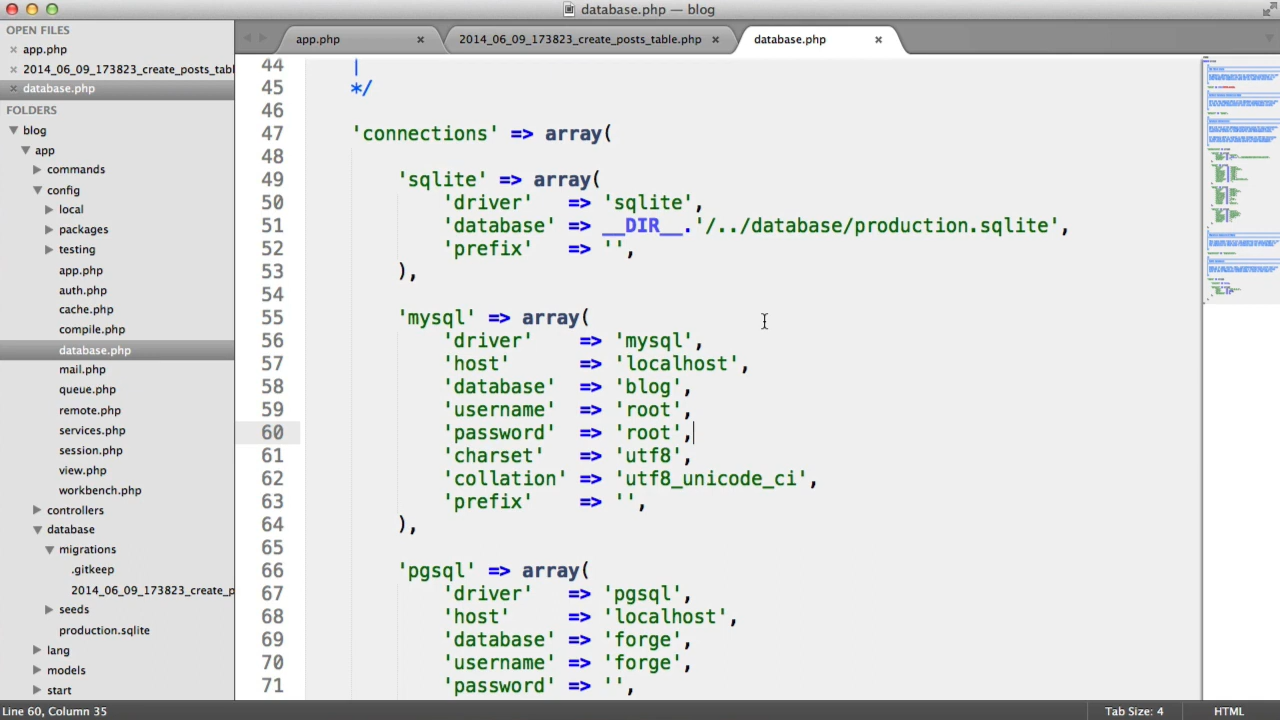 database.php — blog
OPEN FILES
app.php
2014_06_09_173823_create_posts_tabl
database.php
FOLDERS
blog
app
commands
config
local
packages
testing
app.php
auth.php
cache.php
compile.php
database.php
mail.php
queue.php
remote.php
services.php
session.php
view.php
workbench.php
controllers
database
migrations
.gitkeep
2014_06_09_173823_create_p
seeds
production.sqlite
lang
models
start
app.php
2014_06_09_173823_create_posts_table.php
database.php
44 |
45 */
46
47 'connections' => array(
48
49 'sqlite' => array(
50 'driver' => 'sqlite',
51 'database' => __DIR__.'/../database/production.sqlite',
52 'prefix' => '',
53 ),
54
55 'mysql' => array(
56 'driver' => 'mysql',
57 'host' => 'localhost',
58 'database' => 'blog',
59 'username' => 'root',
60 'password' => 'root',
61 'charset' => 'utf8',
62 'collation' => 'utf8_unicode_ci',
63 'prefix' => '',
64 ),
65
66 'pgsql' => array(
67 'driver' => 'pgsql',
68 'host' => 'localhost',
69 'database' => 'forge',
70 'username' => 'forge',
71 'password' => '',
Line 60, Column 35
Tab Size: 4
HTML